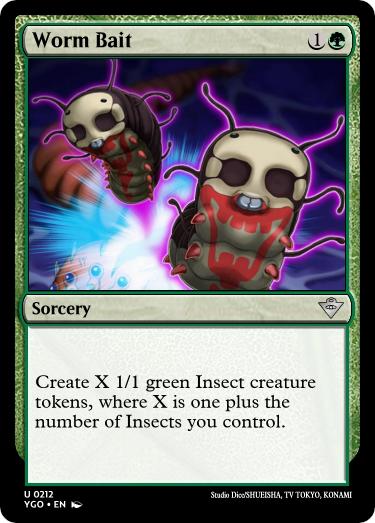 Worm Bait 1
Sorcery
Create X 1/1 green Insect creature
tokens, where X is one plus the
number of Insects you control.
U 0212
YGO • EN
Studio Dice/SHUEISHA, TV TOKYO, KONAMI